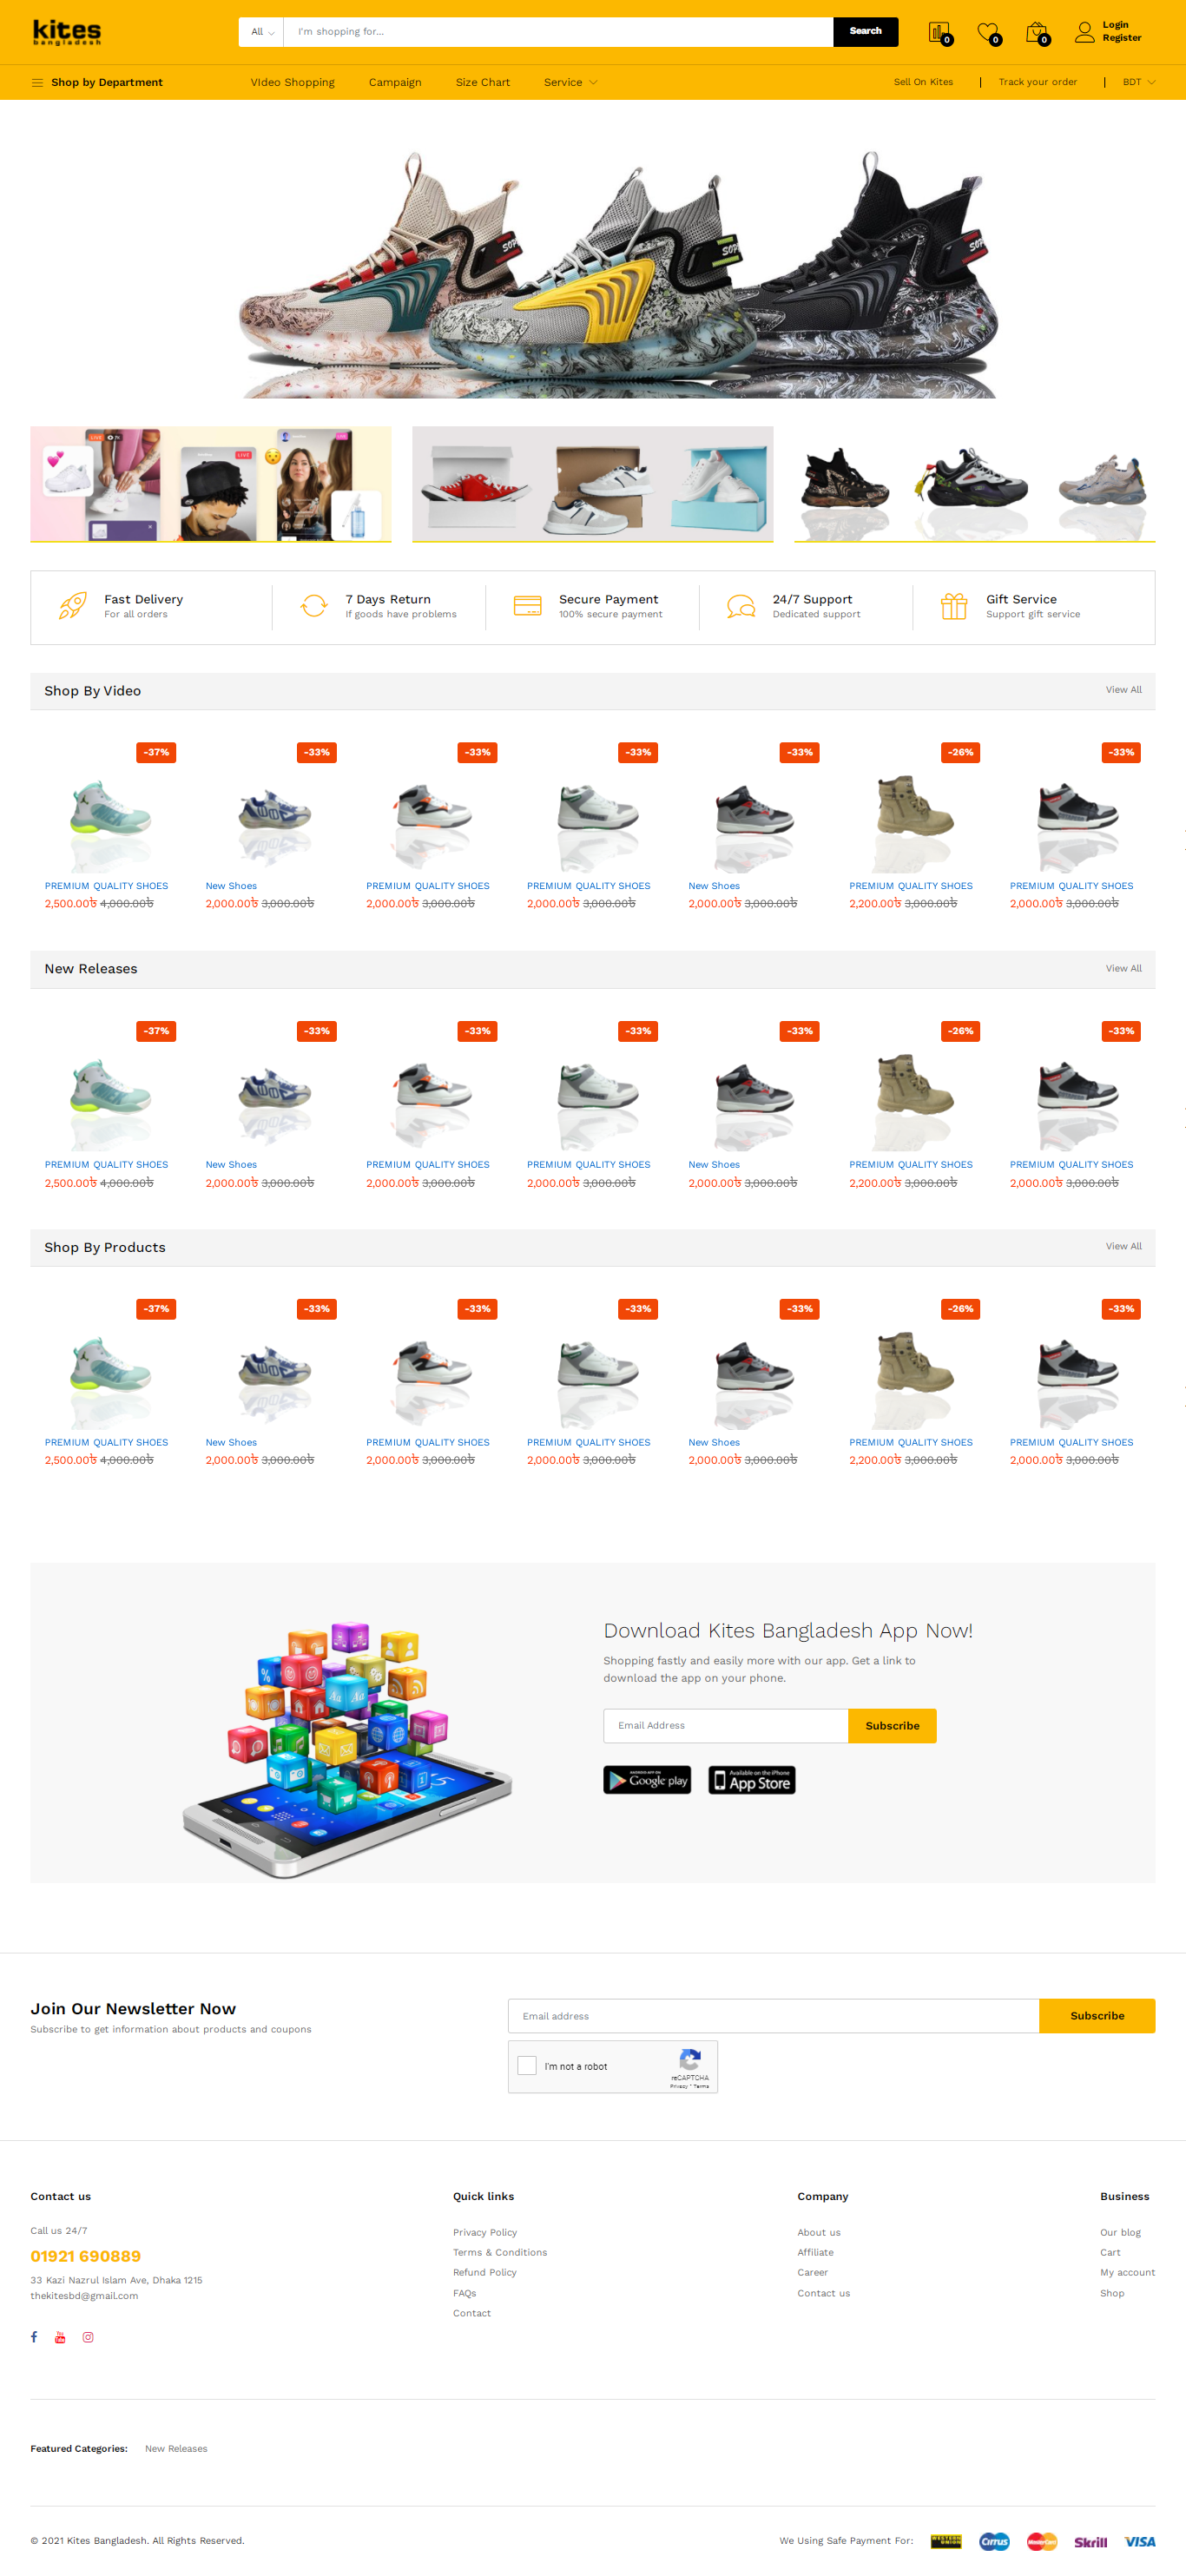 kites
bangladesh
All
I'm shopping for...
Search
0
0
0
Login
Register
Shop by Department
VIdeo Shopping
Campaign
Size Chart
Service
Sell On Kites
Track your order
BDT
LIVE
LIVE
LIVE
Fast Delivery
For all orders
7 Days Return
If goods have problems
Secure Payment
100% secure payment
24/7 Support
Dedicated support
Gift Service
Support gift service
Shop By Video
View All
-37%
-33%
-33%
-33%
-33%
-26%
-33%
PREMIUM QUALITY SHOES
New Shoes
PREMIUM QUALITY SHOES
PREMIUM QUALITY SHOES
New Shoes
PREMIUM QUALITY SHOES
PREMIUM QUALITY SHOES
2,500.00৳ 4,000.00৳
2,000.00৳ 3,000.00৳
2,000.00৳ 3,000.00৳
2,000.00৳ 3,000.00৳
2,000.00৳ 3,000.00৳
2,200.00৳ 3,000.00৳
2,000.00৳ 3,000.00৳
New Releases
View All
-37%
-33%
-33%
-33%
-33%
-26%
-33%
PREMIUM QUALITY SHOES
New Shoes
PREMIUM QUALITY SHOES
PREMIUM QUALITY SHOES
New Shoes
PREMIUM QUALITY SHOES
PREMIUM QUALITY SHOES
2,500.00৳ 4,000.00৳
2,000.00৳ 3,000.00৳
2,000.00৳ 3,000.00৳
2,000.00৳ 3,000.00৳
2,000.00৳ 3,000.00৳
2,200.00৳ 3,000.00৳
2,000.00৳ 3,000.00৳
Shop By Products
View All
-37%
-33%
-33%
-33%
-33%
-26%
-33%
PREMIUM QUALITY SHOES
New Shoes
PREMIUM QUALITY SHOES
PREMIUM QUALITY SHOES
New Shoes
PREMIUM QUALITY SHOES
PREMIUM QUALITY SHOES
2,500.00৳ 4,000.00৳
2,000.00৳ 3,000.00৳
2,000.00৳ 3,000.00৳
2,000.00৳ 3,000.00৳
2,000.00৳ 3,000.00৳
2,200.00৳ 3,000.00৳
2,000.00৳ 3,000.00৳
Download Kites Bangladesh App Now!
Shopping fastly and easily more with our app. Get a link to
download the app on your phone.
Email Address
Subscribe
ANDROID APP ON
Google play
Available on the iPhone
App Store
Join Our Newsletter Now
Subscribe to get information about products and coupons
Email address
Subscribe
I'm not a robot
reCAPTCHA
Privacy - Terms
Contact us
Call us 24/7
01921 690889
33 Kazi Nazrul Islam Ave, Dhaka 1215
thekitesbd@gmail.com
Quick links
Privacy Policy
Terms & Conditions
Refund Policy
FAQs
Contact
Company
About us
Affiliate
Career
Contact us
Business
Our blog
Cart
My account
Shop
Featured Categories:
New Releases
© 2021 Kites Bangladesh. All Rights Reserved.
We Using Safe Payment For:
WESTERN UNION
Cirrus
MasterCard
Skrill
VISA